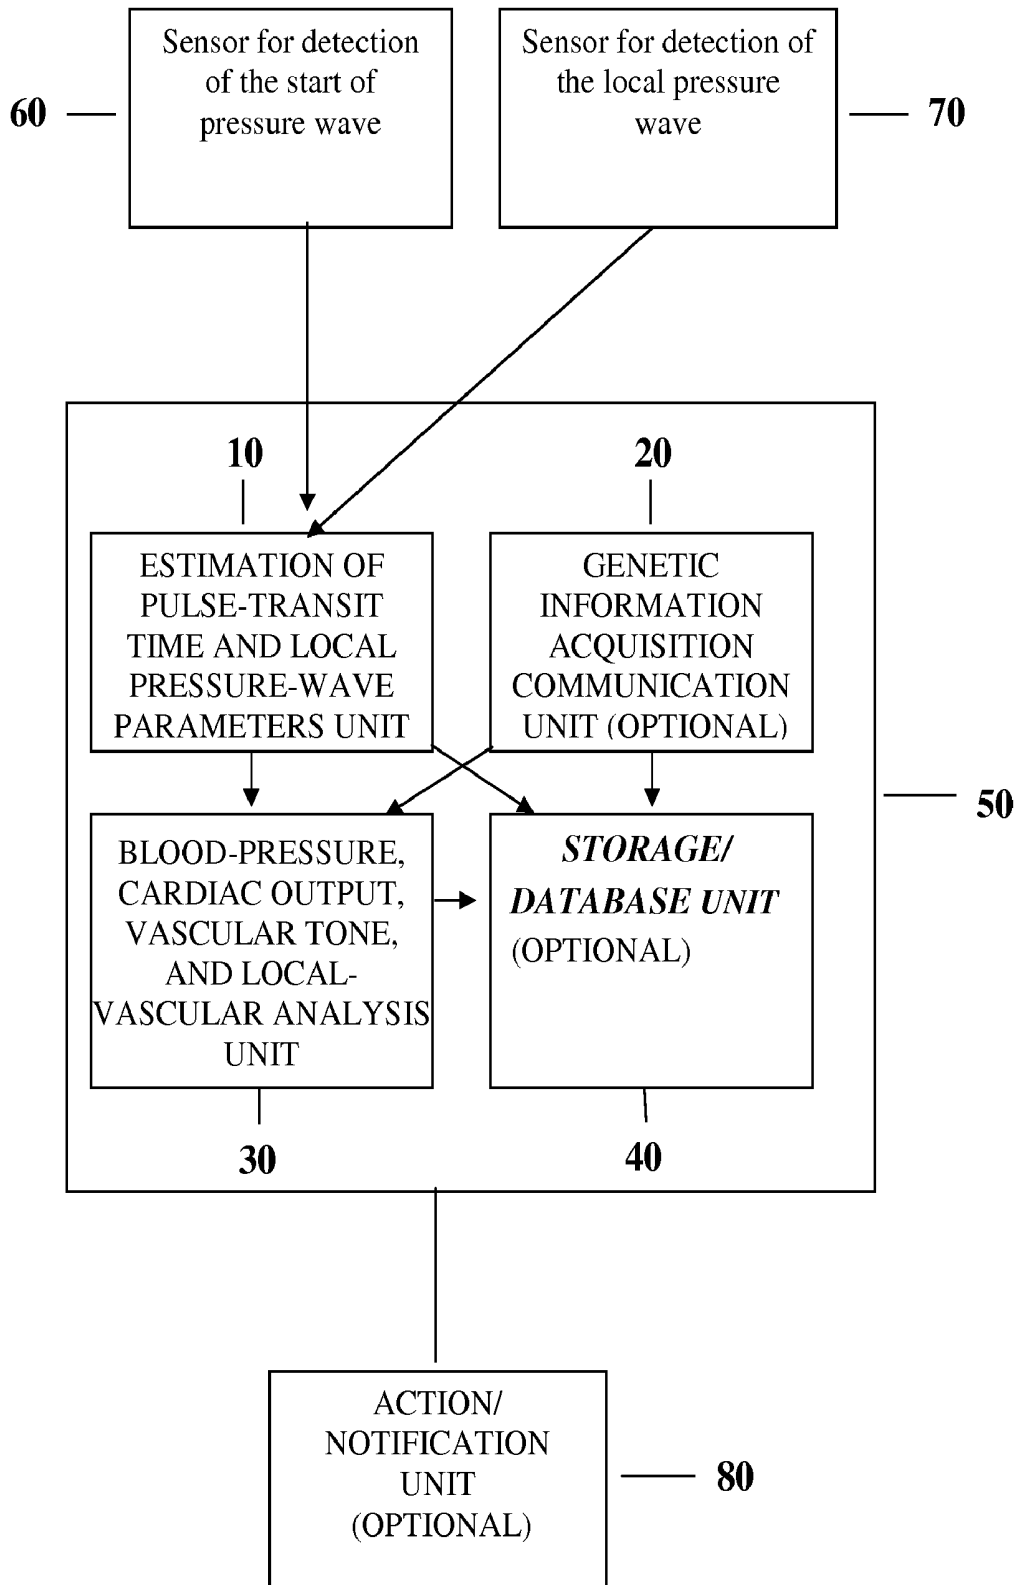 Sensor for detection
of the start of
pressure wave
60
Sensor for detection of
the local pressure
wave
70
10
20
ESTIMATION OF
PULSE-TRANSIT
TIME AND LOCAL
PRESSURE-WAVE
PARAMETERS UNIT
GENETIC
INFORMATION
ACQUISITION
COMMUNICATION
UNIT (OPTIONAL)
50
BLOOD-PRESSURE,
CARDIAC OUTPUT,
VASCULAR TONE,
AND LOCAL-
VASCULAR ANALYSIS
UNIT
STORAGE/
DATABASE UNIT
(OPTIONAL)
30
40
ACTION/
NOTIFICATION
UNIT
(OPTIONAL)
80